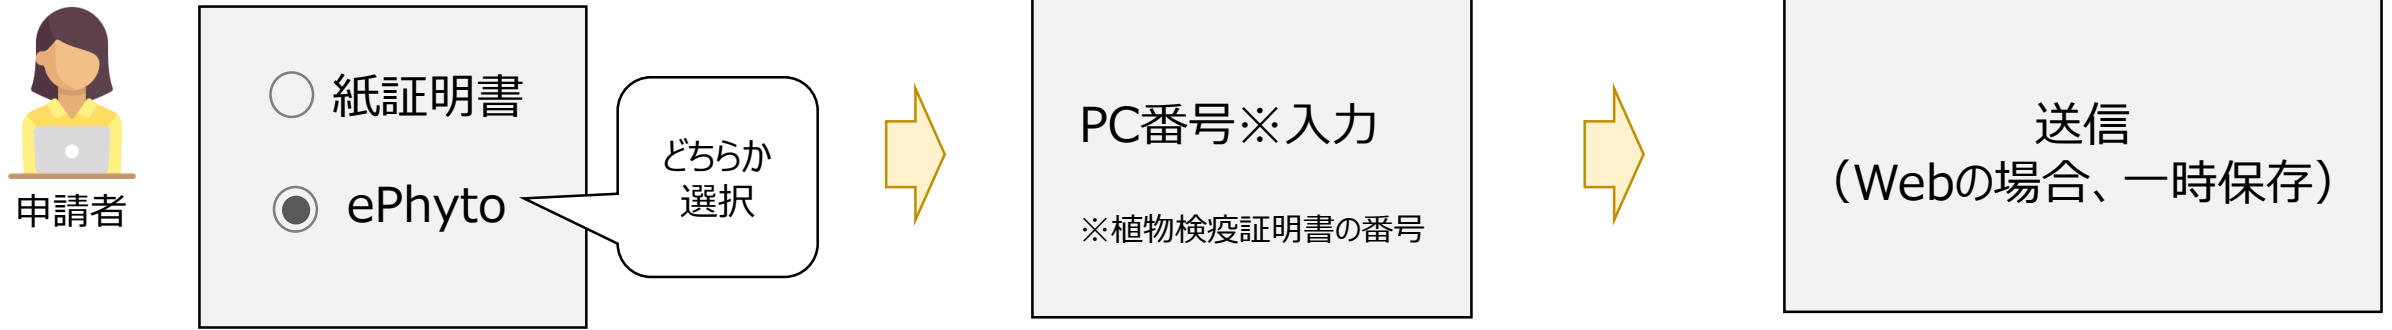 申請者
紙証明書
ePhyto
どちらか
選択
PC番号※入力
※植物検疫証明書の番号
送信
（Webの場合、一時保存）